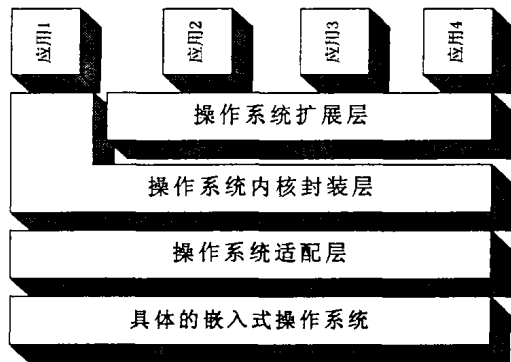 应用1
应用2
应用3
应用4
操作系统扩展层
操作系统内核封装层
操作系统适配层
具体的嵌入式操作系统